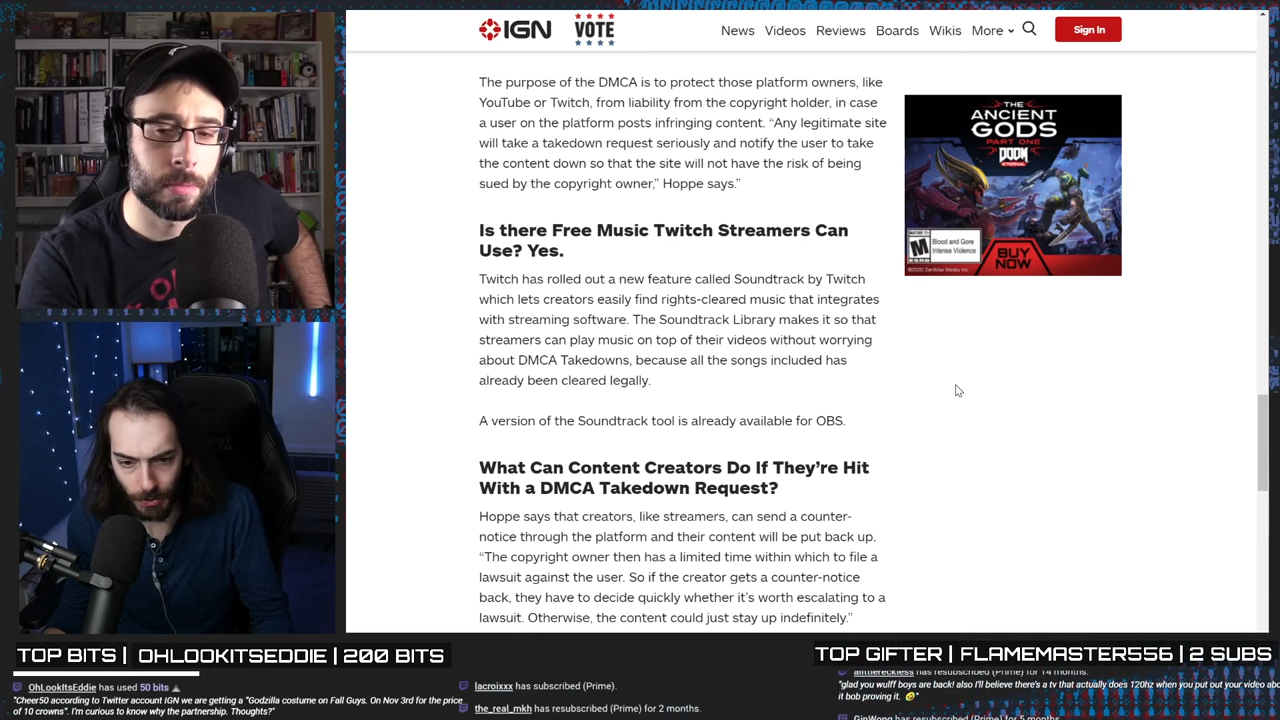 IGN
VOTE
News Videos Reviews Boards Wikis More
Sign In
The purpose of the DMCA is to protect those platform owners, like
YouTube or Twitch, from liability from the copyright holder, in case
a user on the platform posts infringing content. “Any legitimate site
will take a takedown request seriously and notify the user to take
the content down so that the site will not have the risk of being
sued by the copyright owner,” Hoppe says.”
THE
ANCIENT
GODS
PART ONE
DOOM
ETERNAL
MATURE 17+
M
ESRB
Blood and Gore
Intense Violence
BUY
NOW
©2020 ZeniMax Media Inc.
Is there Free Music Twitch Streamers Can
Use? Yes.
Twitch has rolled out a new feature called Soundtrack by Twitch
which lets creators easily find rights-cleared music that integrates
with streaming software. The Soundtrack Library makes it so that
streamers can play music on top of their videos without worrying
about DMCA Takedowns, because all the songs included has
already been cleared legally.
A version of the Soundtrack tool is already available for OBS.
What Can Content Creators Do If They’re Hit
With a DMCA Takedown Request?
Hoppe says that creators, like streamers, can send a counter-
notice through the platform and their content will be put back up.
“The copyright owner then has a limited time within which to file a
lawsuit against the user. So if the creator gets a counter-notice
back, they have to decide quickly whether it’s worth escalating to a
lawsuit. Otherwise, the content could just stay up indefinitely.”
TOP BITS | OHLOOKITSEDDIE | 200 BITS
TOP GIFTER | FLAMEMASTER556 | 2 SUBS
OhLookItsEddie has used 50 bits
"Cheer50 according to Twitter account IGN we are getting a "Godzilla costume on Fall Guys. On Nov 3rd for the price
of 10 crowns". I'm curious to know why the partnership. Thoughts?"
lacroixxx has subscribed (Prime).
the_real_mkh has resubscribed (Prime) for 2 months.
has resubscribed (Prime) for 14 months.
"glad you wulff boys are back! also I'll believe there's a tv that actually does 120hz when you put out your video abo
it bob proving it.
GinWong has resubscribed (Prime) for 5 months.